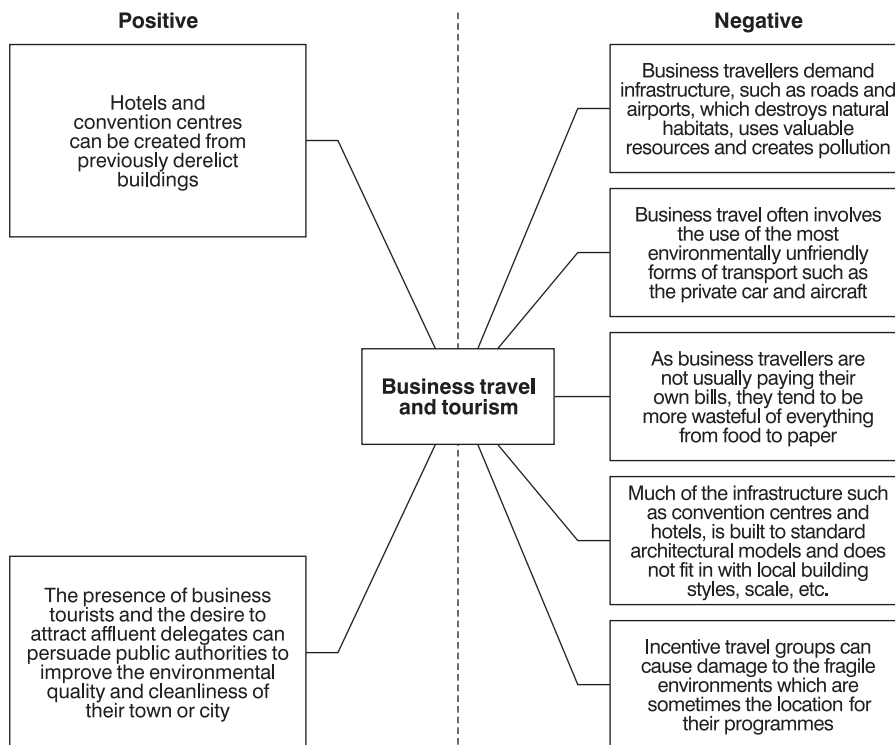 Positive
Negative
Hotels and
convention centres
can be created from
previously derelict
buildings
The presence of business
tourists and the desire to
attract affluent delegates can
persuade public authorities to
improve the environmental
quality and cleanliness of
their town or city
Business travel
and tourism
Business travellers demand
infrastructure, such as roads and
airports, which destroys natural
habitats, uses valuable
resources and creates pollution
Business travel often involves
the use of the most
environmentally unfriendly
forms of transport such as
the private car and aircraft
As business travellers are
not usually paying their
own bills, they tend to be
more wasteful of everything
from food to paper
Much of the infrastructure such
as convention centres and
hotels, is built to standard
architectural models and does
not fit in with local building
styles, scale, etc.
Incentive travel groups can
cause damage to the fragile
environments which are
sometimes the location for
their programmes